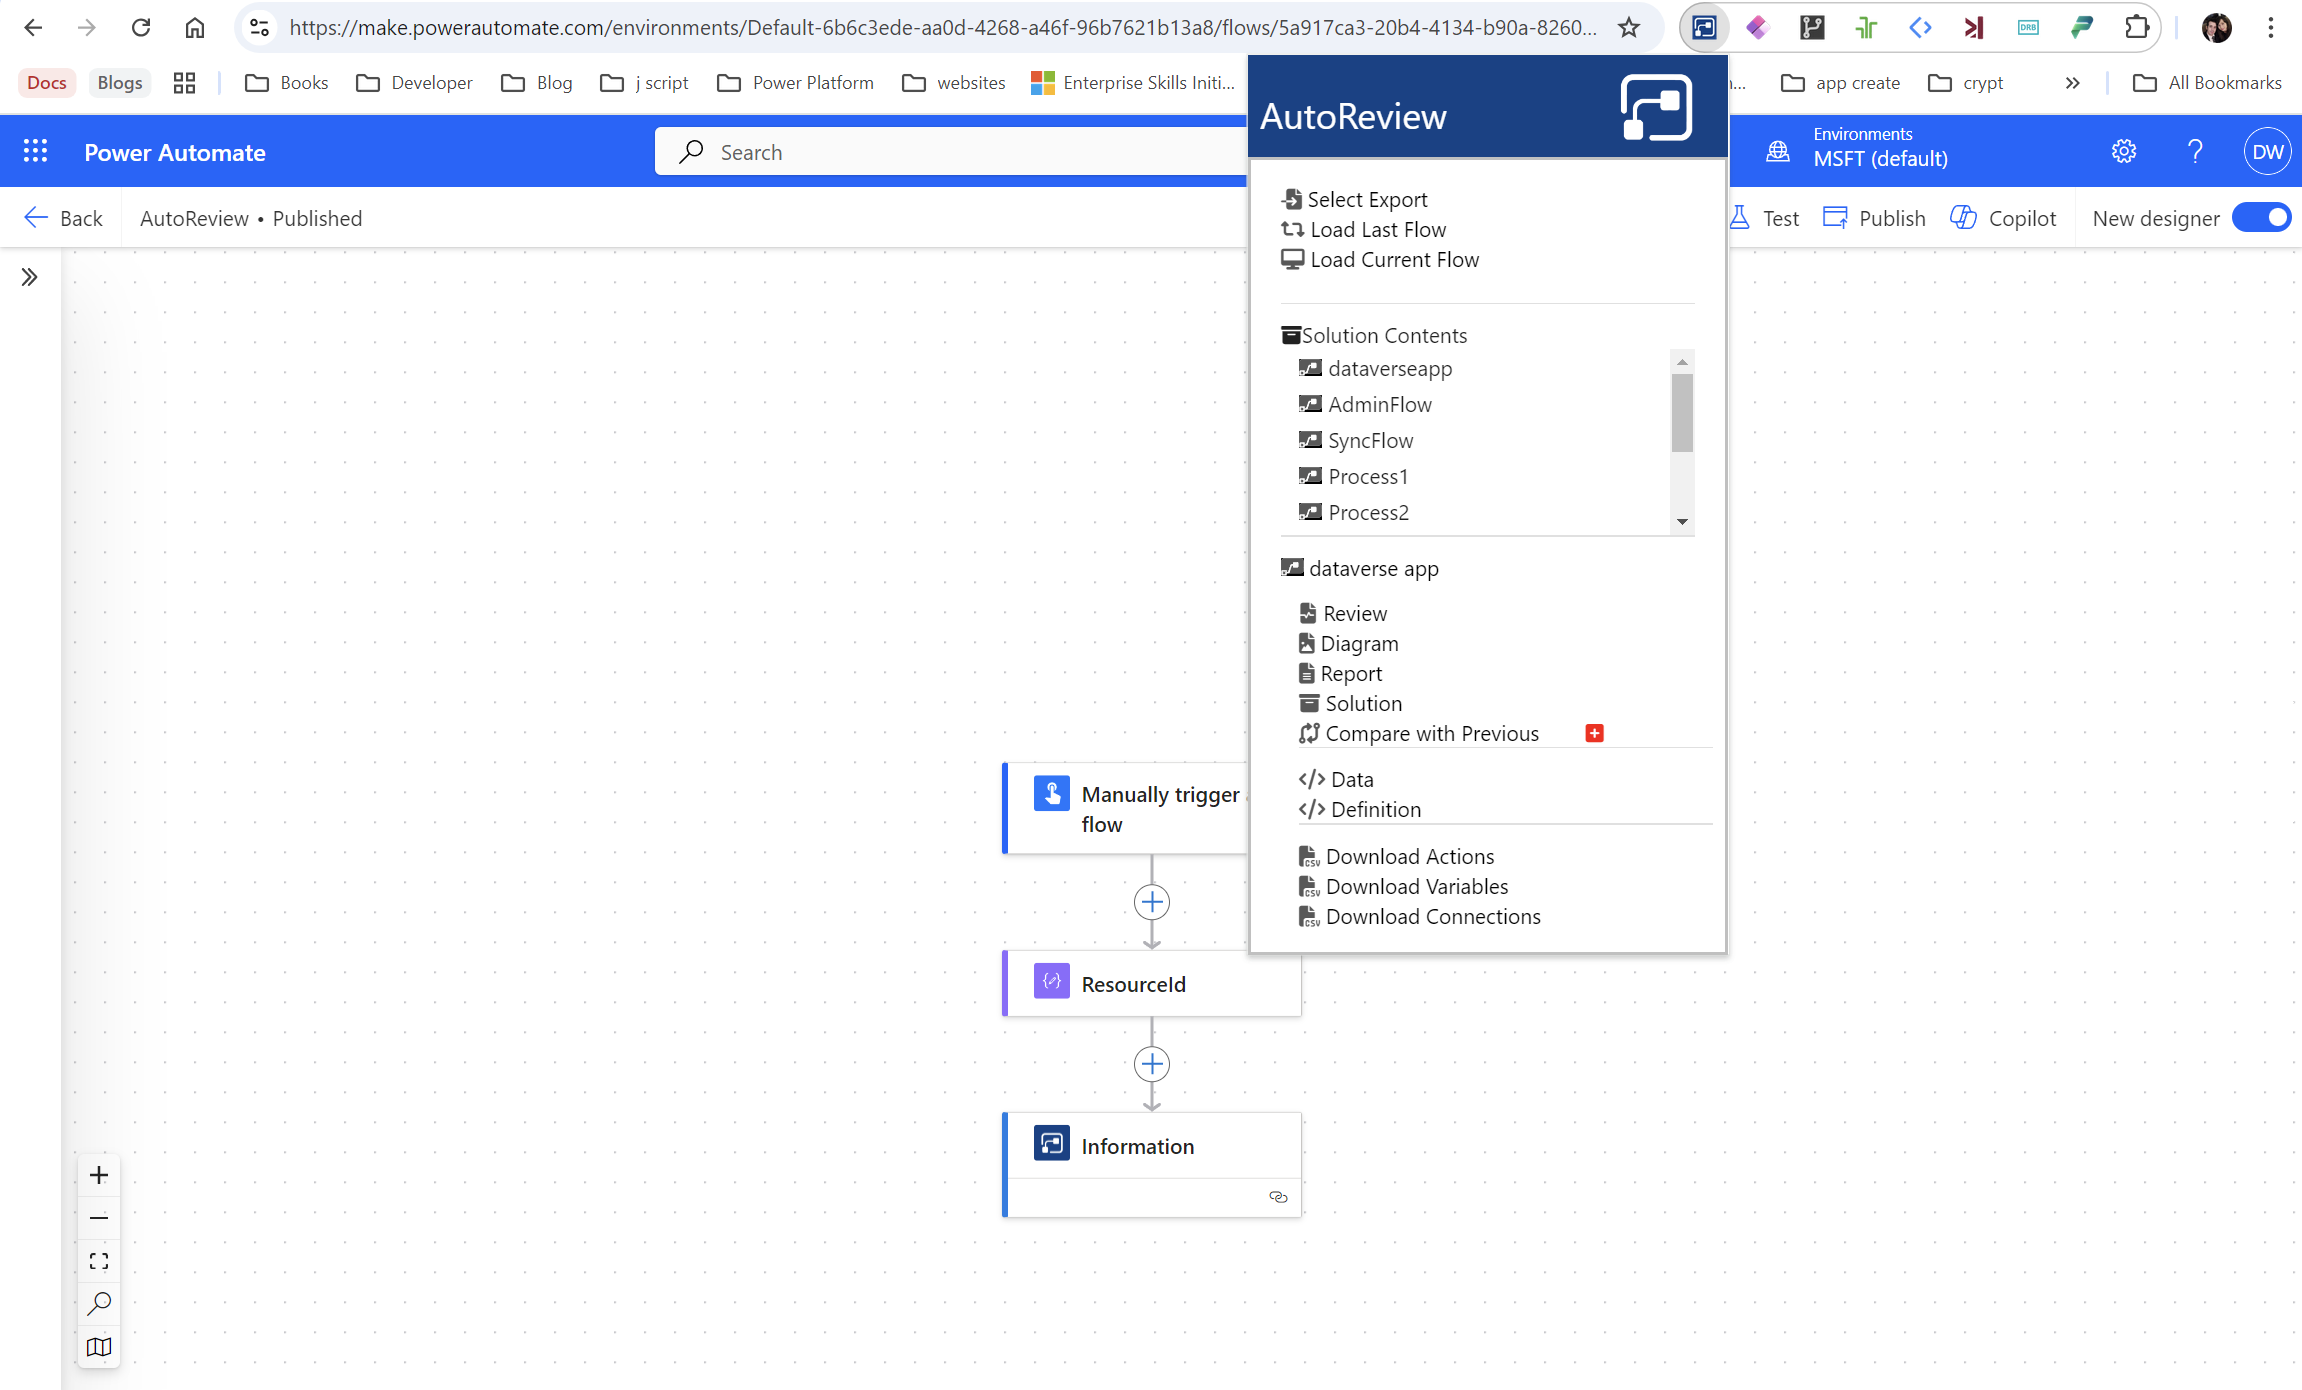 https://make.powerautomate.com/environments/Default-6b6c3ede-aa0d-4268-a46f-96b7621b13a8/flows/5a917ca3-20b4-4134-b90a-8260...
DRB
Docs Blogs Books Developer Blog j script Power Platform websites Enterprise Skills Initi... app create crypt All Bookmarks
Power Automate
Search
Environments
MSFT (default)
DW
Back AutoReview • Published
Test Publish Copilot New designer
AutoReview
Select Export
Load Last Flow
Load Current Flow
Solution Contents
dataverseapp
AdminFlow
SyncFlow
Process1
Process2
dataverse app
Review
Diagram
Report
Solution
Compare with Previous
Data
Definition
Download Actions
Download Variables
Download Connections
Manually trigger
flow
ResourceId
Information